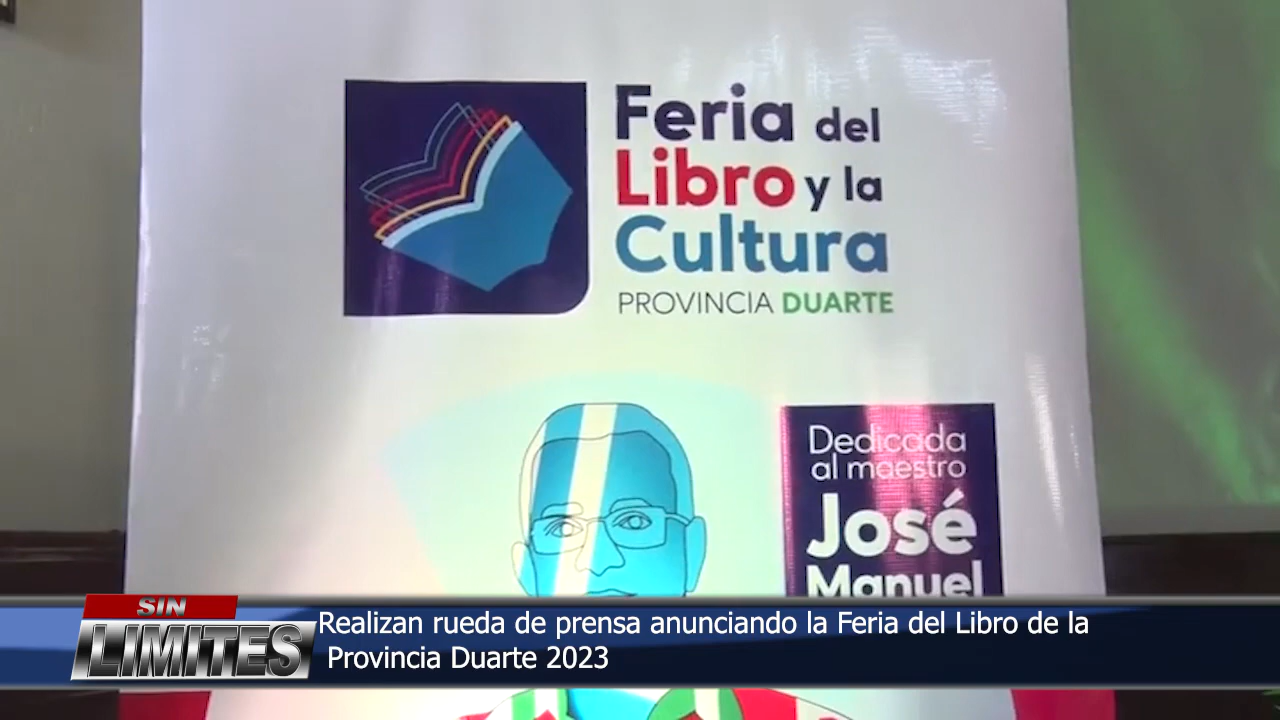 Feria del
Libro y la
Cultura
PROVINCIA DUARTE
Dedicada
al maestro
José
Manuel
SIN
LIMITES
Realizan rueda de prensa anunciando la Feria del Libro de la
Provincia Duarte 2023